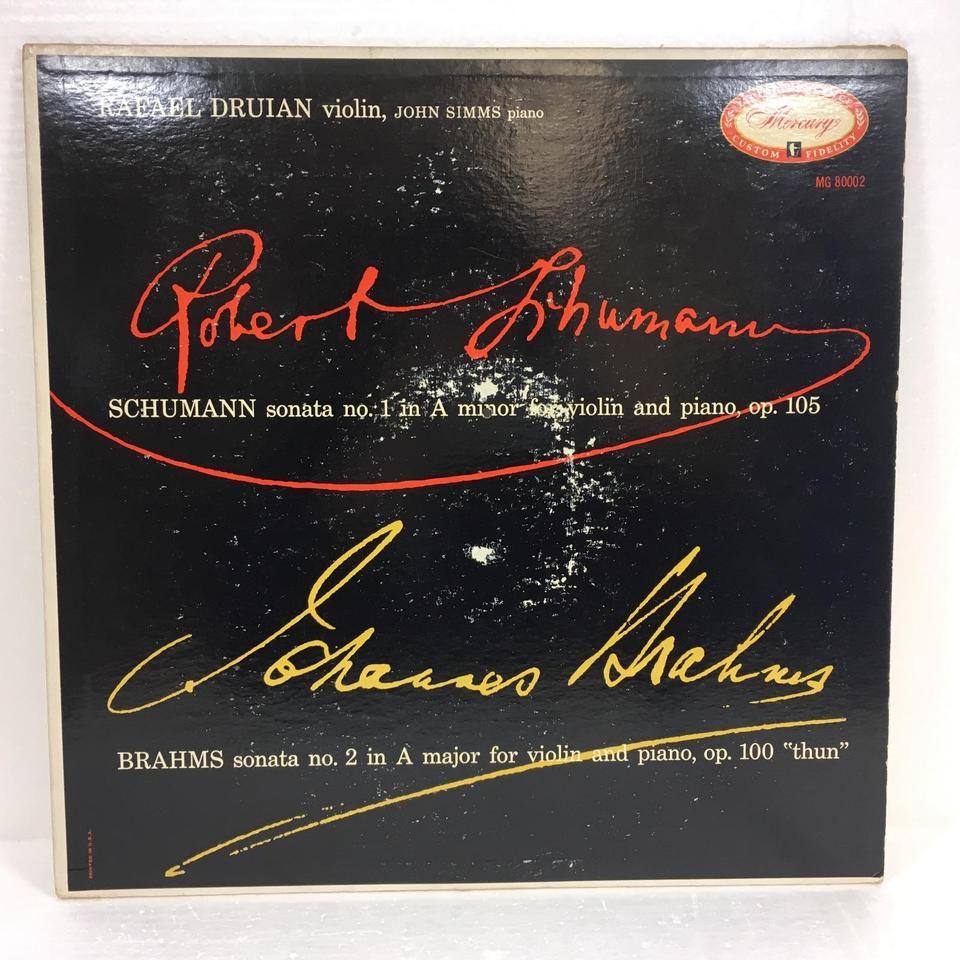 RAFAEL DRUIAN violin, JOHN SIMMS piano
Mercury
CUSTOM FIDELITY
MG 80002
Robert Schumann
SCHUMANN sonata no. 1 in A minor for violin and piano, op. 105
Johannes Brahms
BRAHMS sonata no. 2 in A major for violin and piano, op. 100 “thun”
PRINTED IN U.S.A.